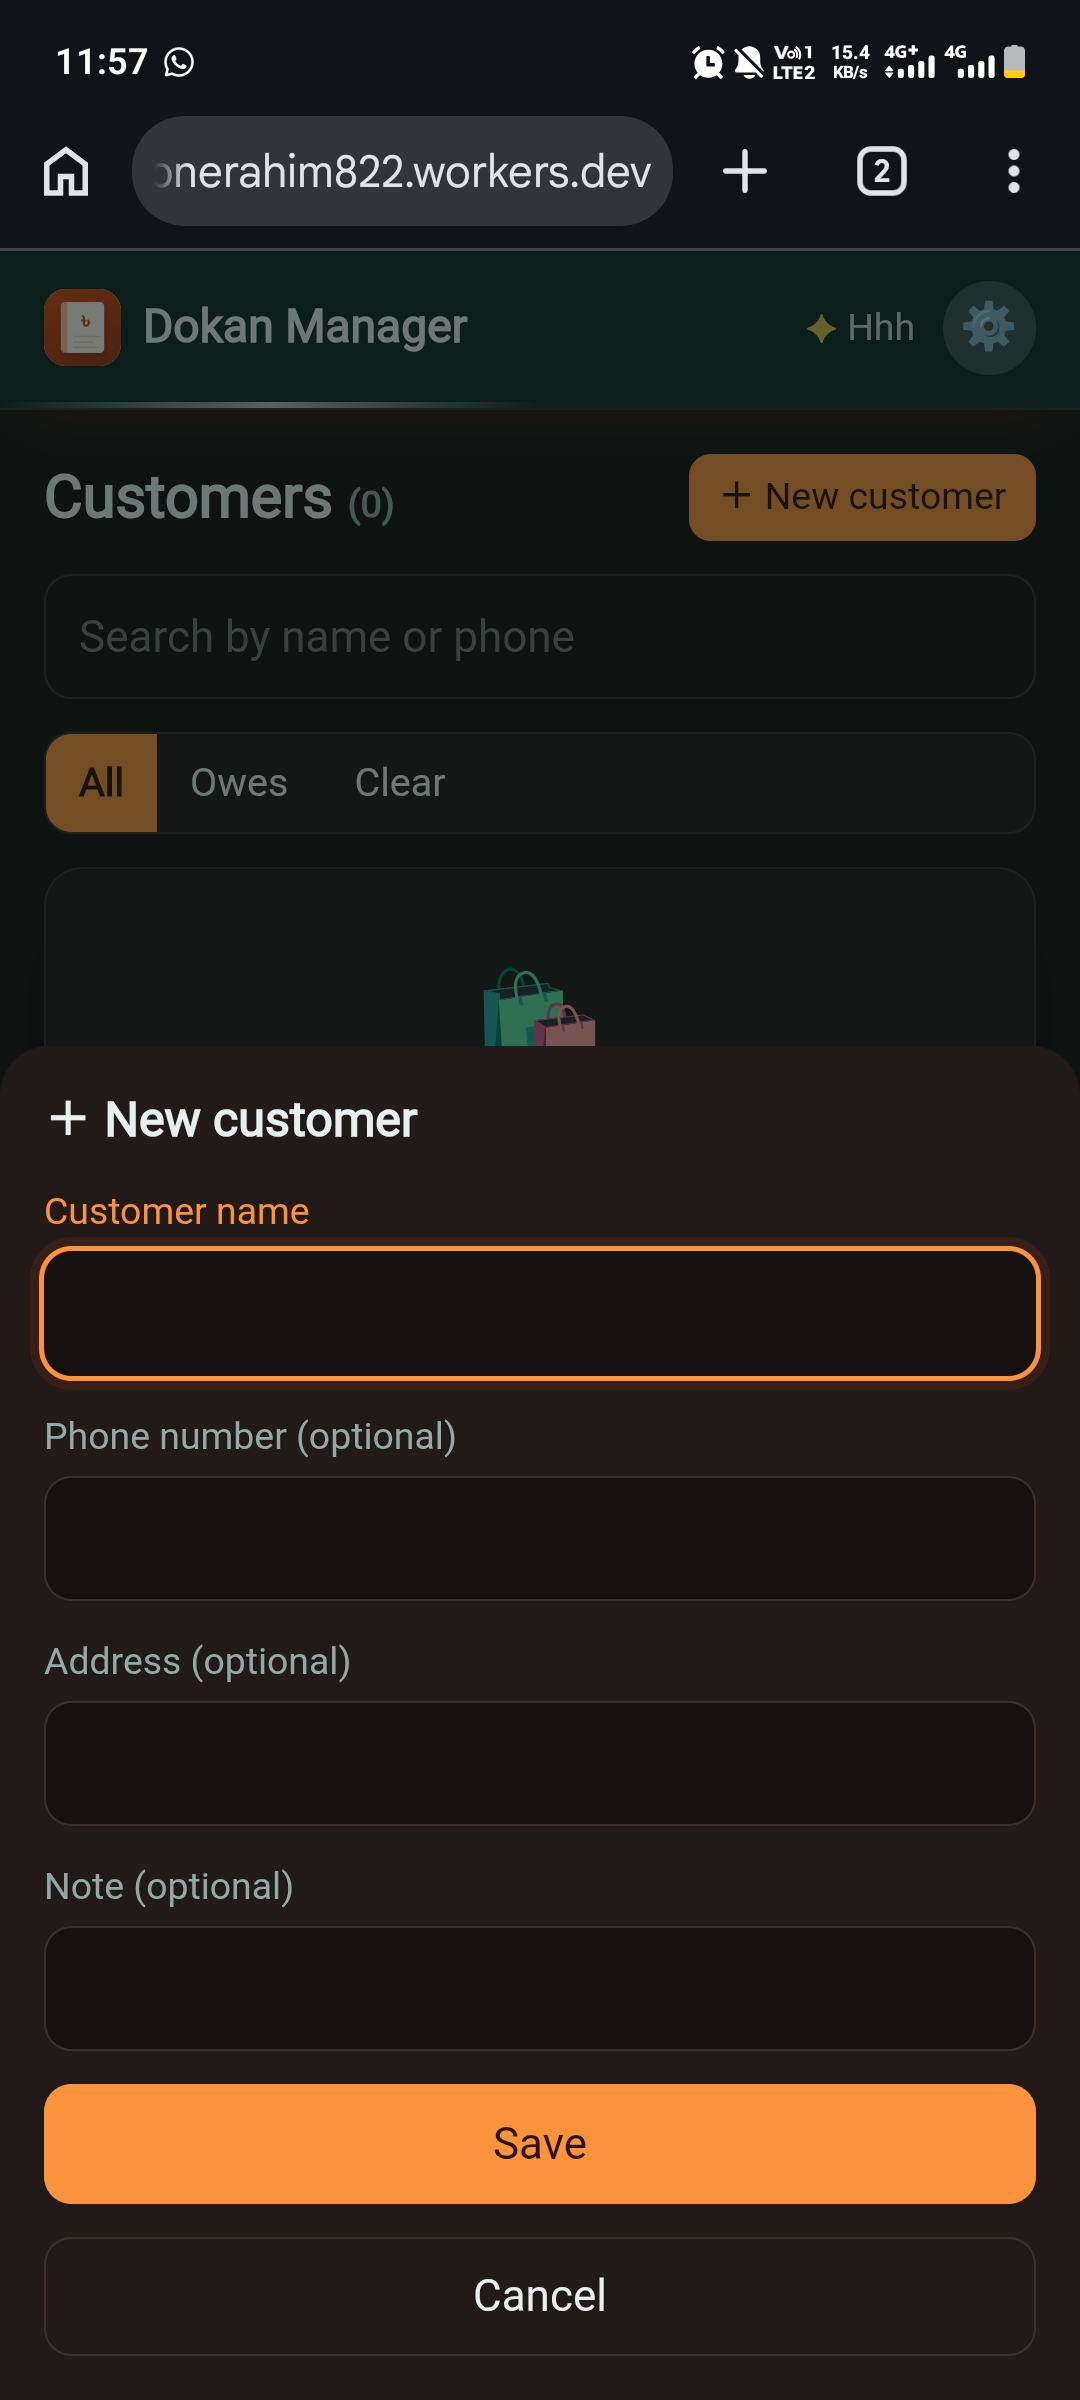 11:57
Vo 1
LTE2
15.4
KB/s
4G+
4G
nerahim822.workers.dev
2
৳
Dokan Manager
Hhh
Customers (0)
+ New customer
Search by name or phone
All
Owes
Clear
+ New customer
Customer name
Phone number (optional)
Address (optional)
Note (optional)
Save
Cancel